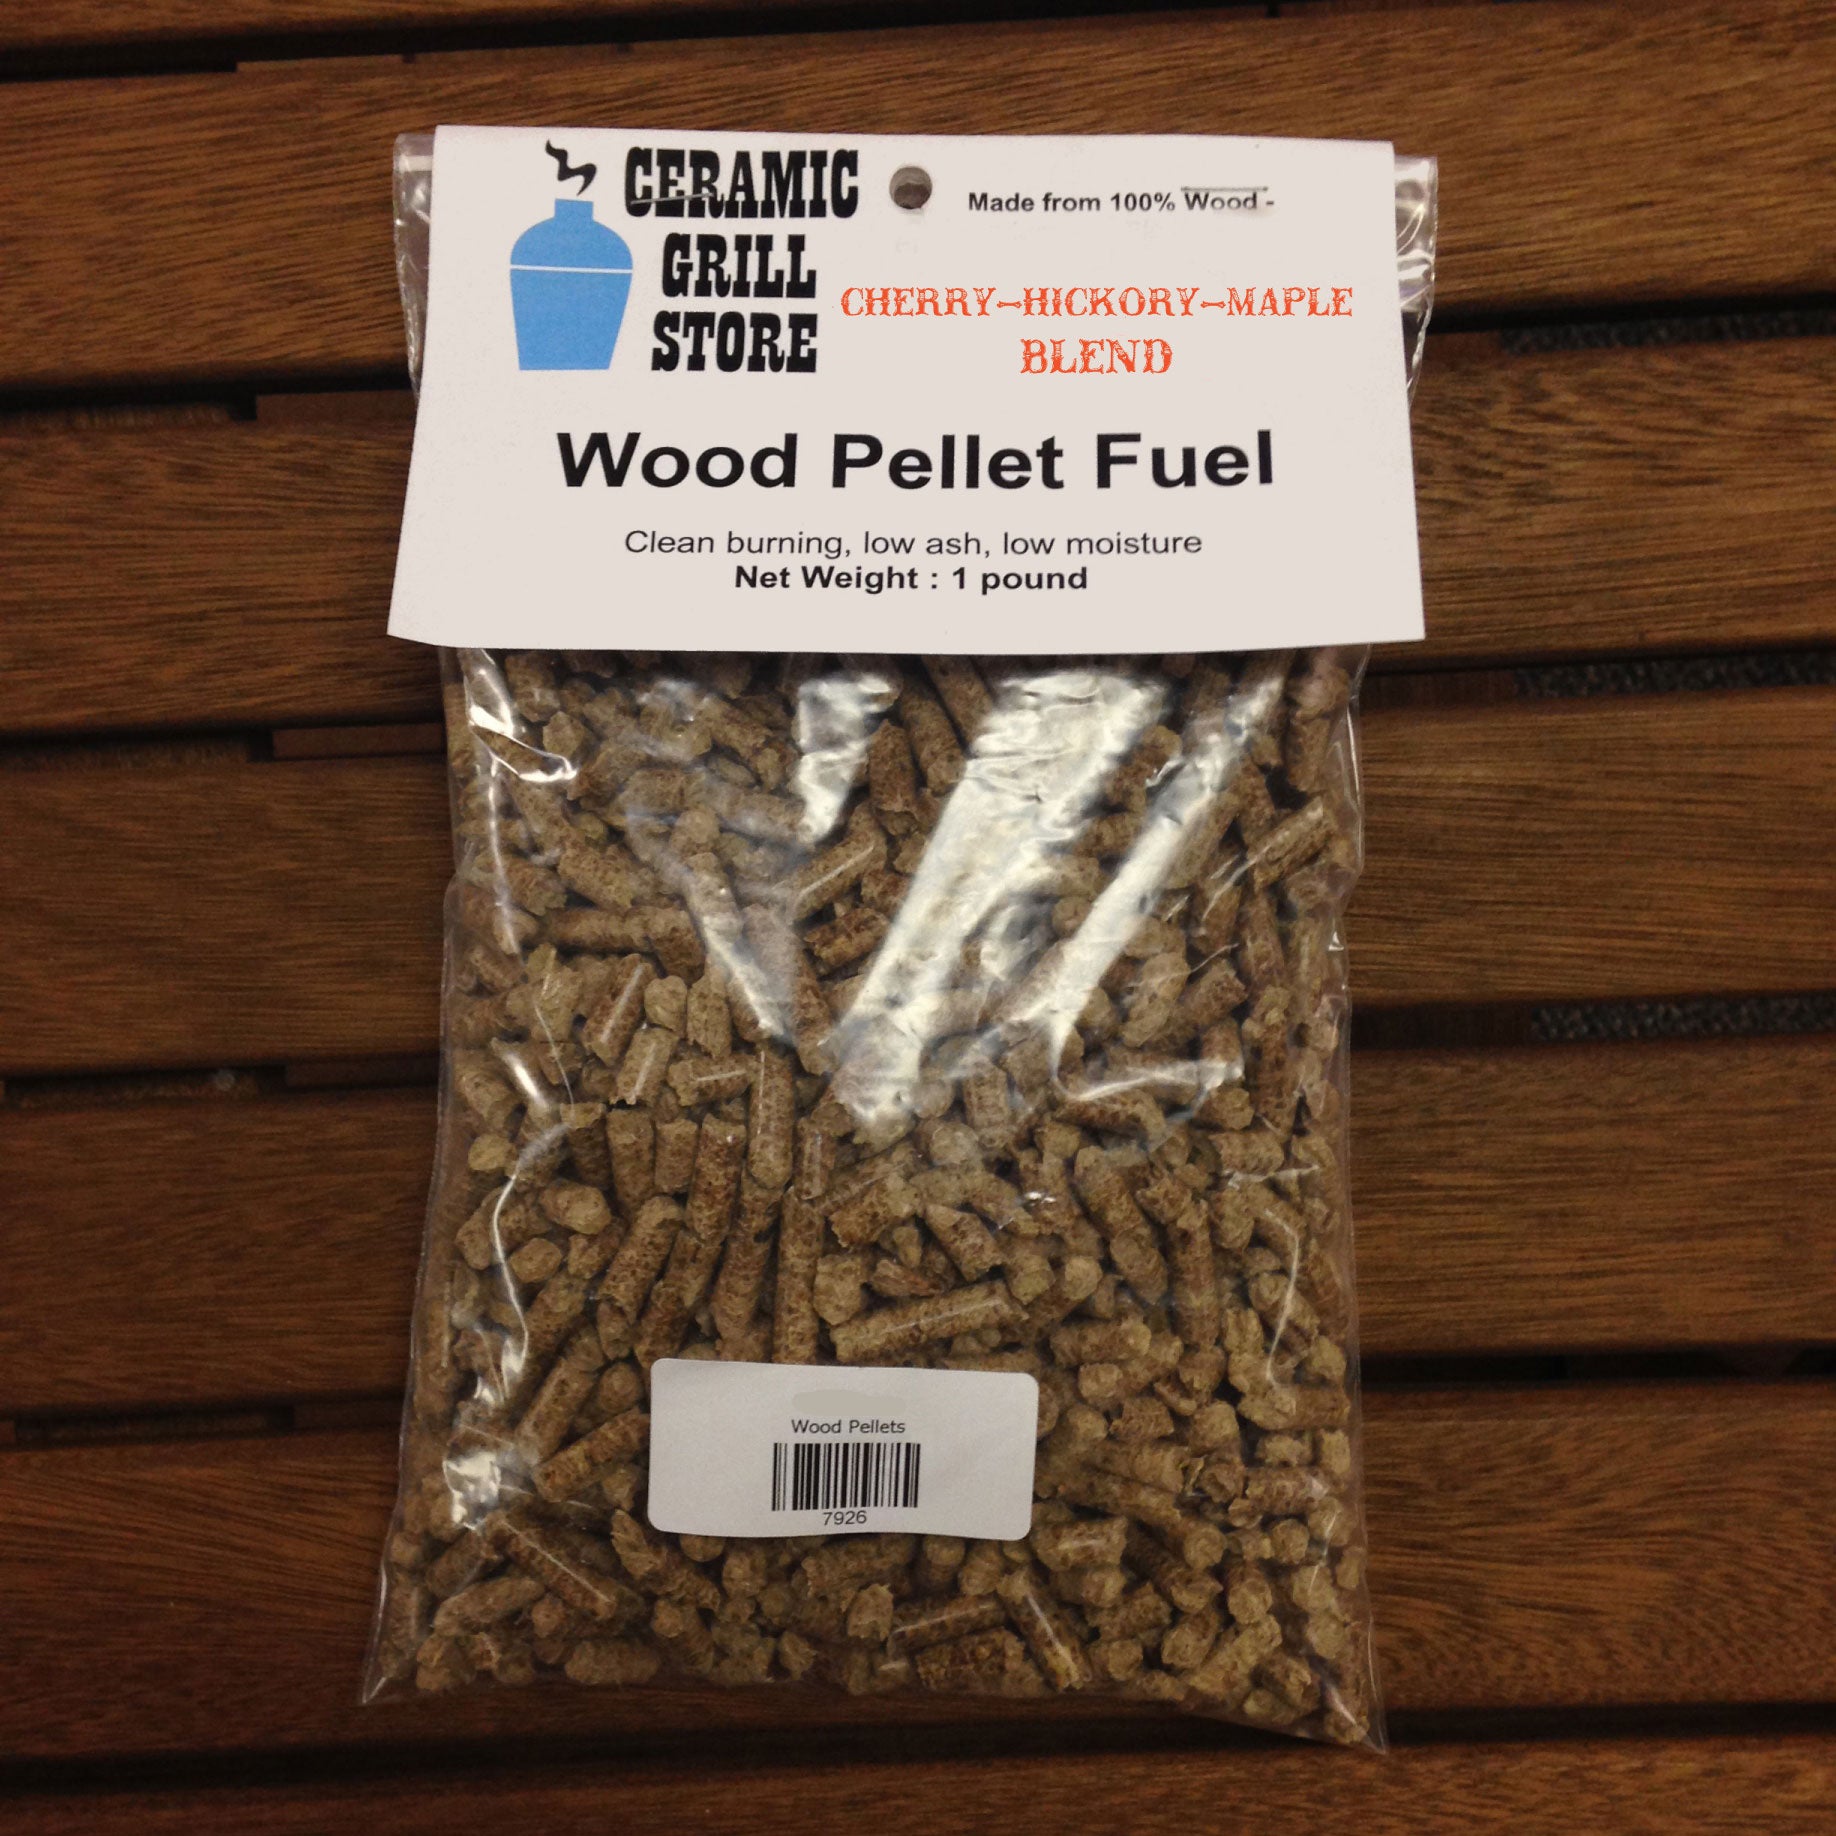 CERAMIC
GRILL
STORE
Made from 100% Wood -
CHERRY-HICKORY-MAPLE
BLEND
Wood Pellet Fuel
Clean burning, low ash, low moisture
Net Weight : 1 pound
Wood Pellets
7926